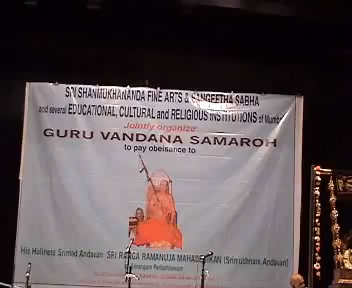 SRI SHANMUKHANANDA FINE ARTS & SANGEETHA SABHA
and several EDUCATIONAL, CULTURAL and RELIGIOUS INSTITUTIONS of Mumbai
Jointly organize
GURU VANDANA SAMAROH
to pay obeisance to
His Holiness Srimad Andavan SRI RANGA RAMANUJA MAHADESIKAN (Srimushnam Andavan)
Srirangam